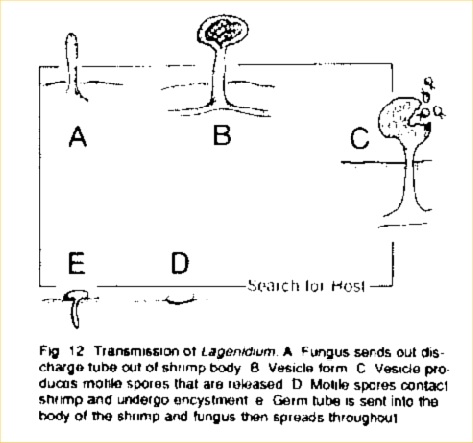 A
B
C
E
D
Search for Host
Fig 12 Transmission of Lagenidium. A Fungus sends out dis-
charge tube out of shrimp body B Vesicle form C Vesicle pro-
duces motile spores that are released D Motile spores contact
shrimp and undergo encystment e Germ tube is sent into the
body of the shrimp and fungus then spreads throughout